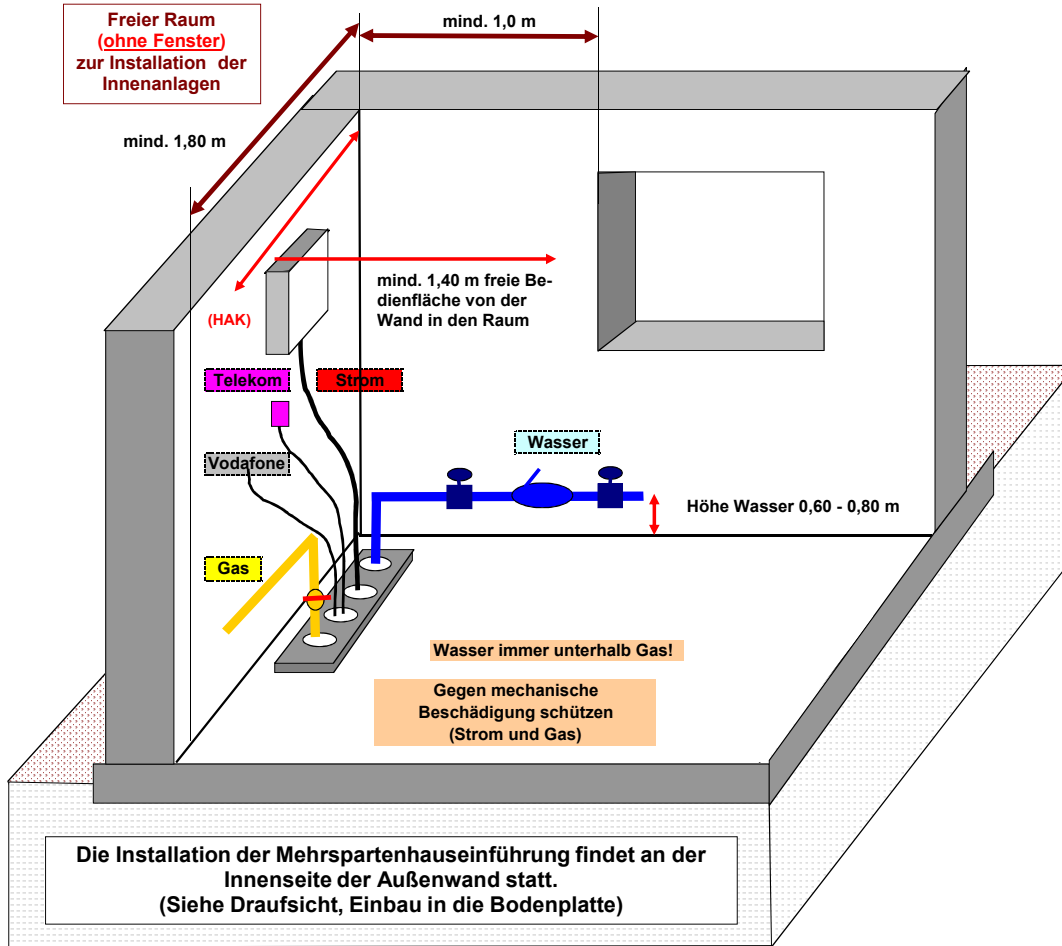 Freier Raum
(ohne Fenster)
zur Installation der
Innenanlagen
mind. 1,0 m
mind. 1,80 m
mind. 1,40 m freie Be-
dienfläche von der
Wand in den Raum
(HAK)
Telekom
Strom
Vodafone
Wasser
Höhe Wasser 0,60 - 0,80 m
Gas
Wasser immer unterhalb Gas!
Gegen mechanische
Beschädigung schützen
(Strom und Gas)
Die Installation der Mehrspartenhauseinführung findet an der
Innenseite der Außenwand statt.
(Siehe Draufsicht, Einbau in die Bodenplatte)